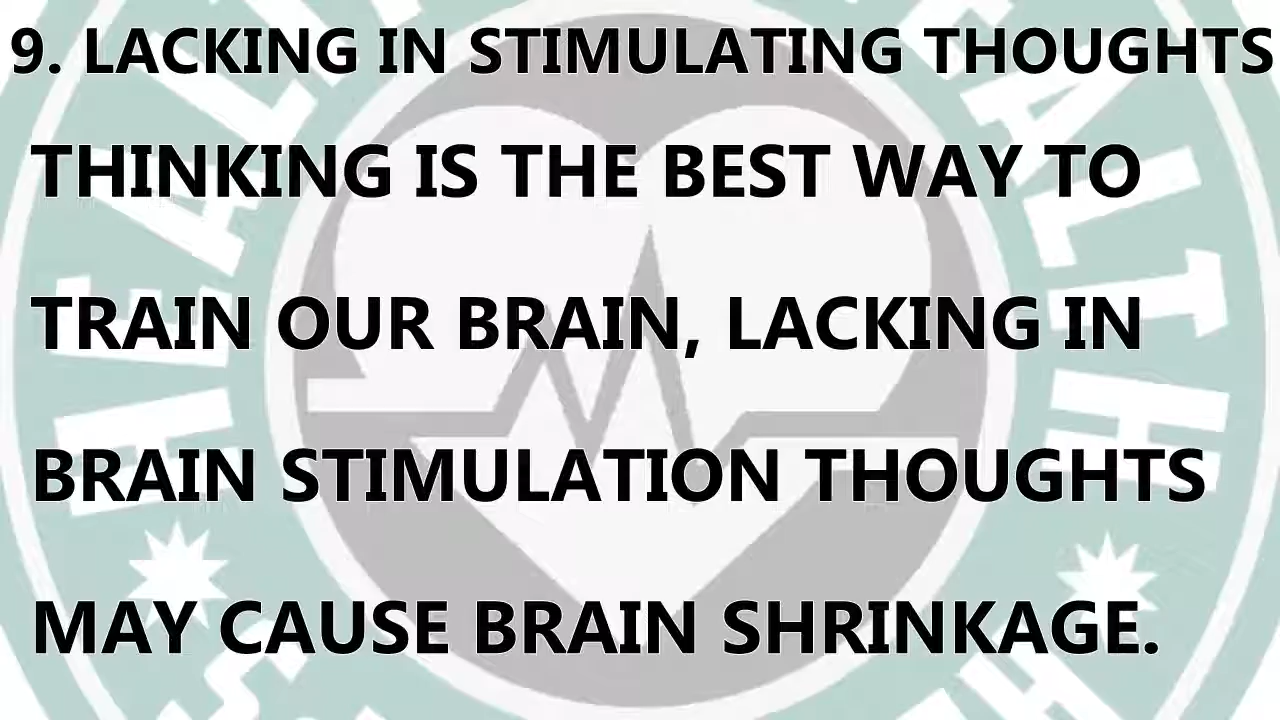 9. LACKING IN STIMULATING THOUGHTS
THINKING IS THE BEST WAY TO
TRAIN OUR BRAIN, LACKING IN
BRAIN STIMULATION THOUGHTS
MAY CAUSE BRAIN SHRINKAGE.